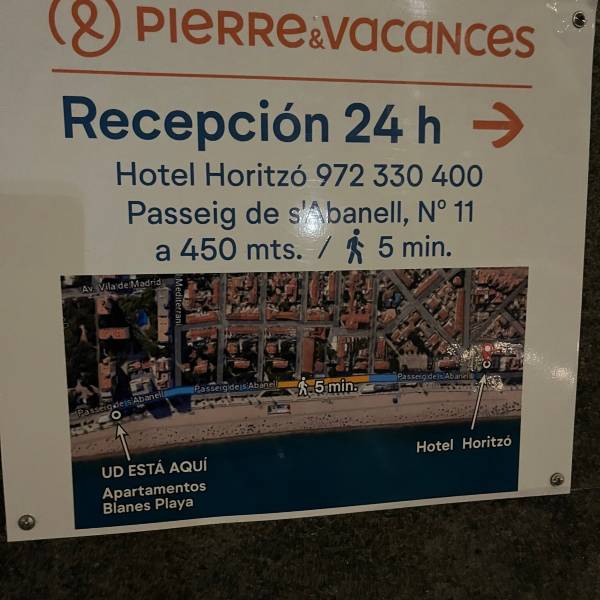 PIERRE & VACANCES
Recepción 24 h
Hotel Horitzó 972 330 400
Passeig de s'Abanell, Nº 11
a 450 mts. / 5 min.
Av. Vila de Madrid
Mediterrani
Passeig de s'Abanell
Passeig de s'Abanell
5 min.
Passeig de s'Abanell
Hotel Horitzó
UD ESTÁ AQUÍ
Apartamentos
Blanes Playa